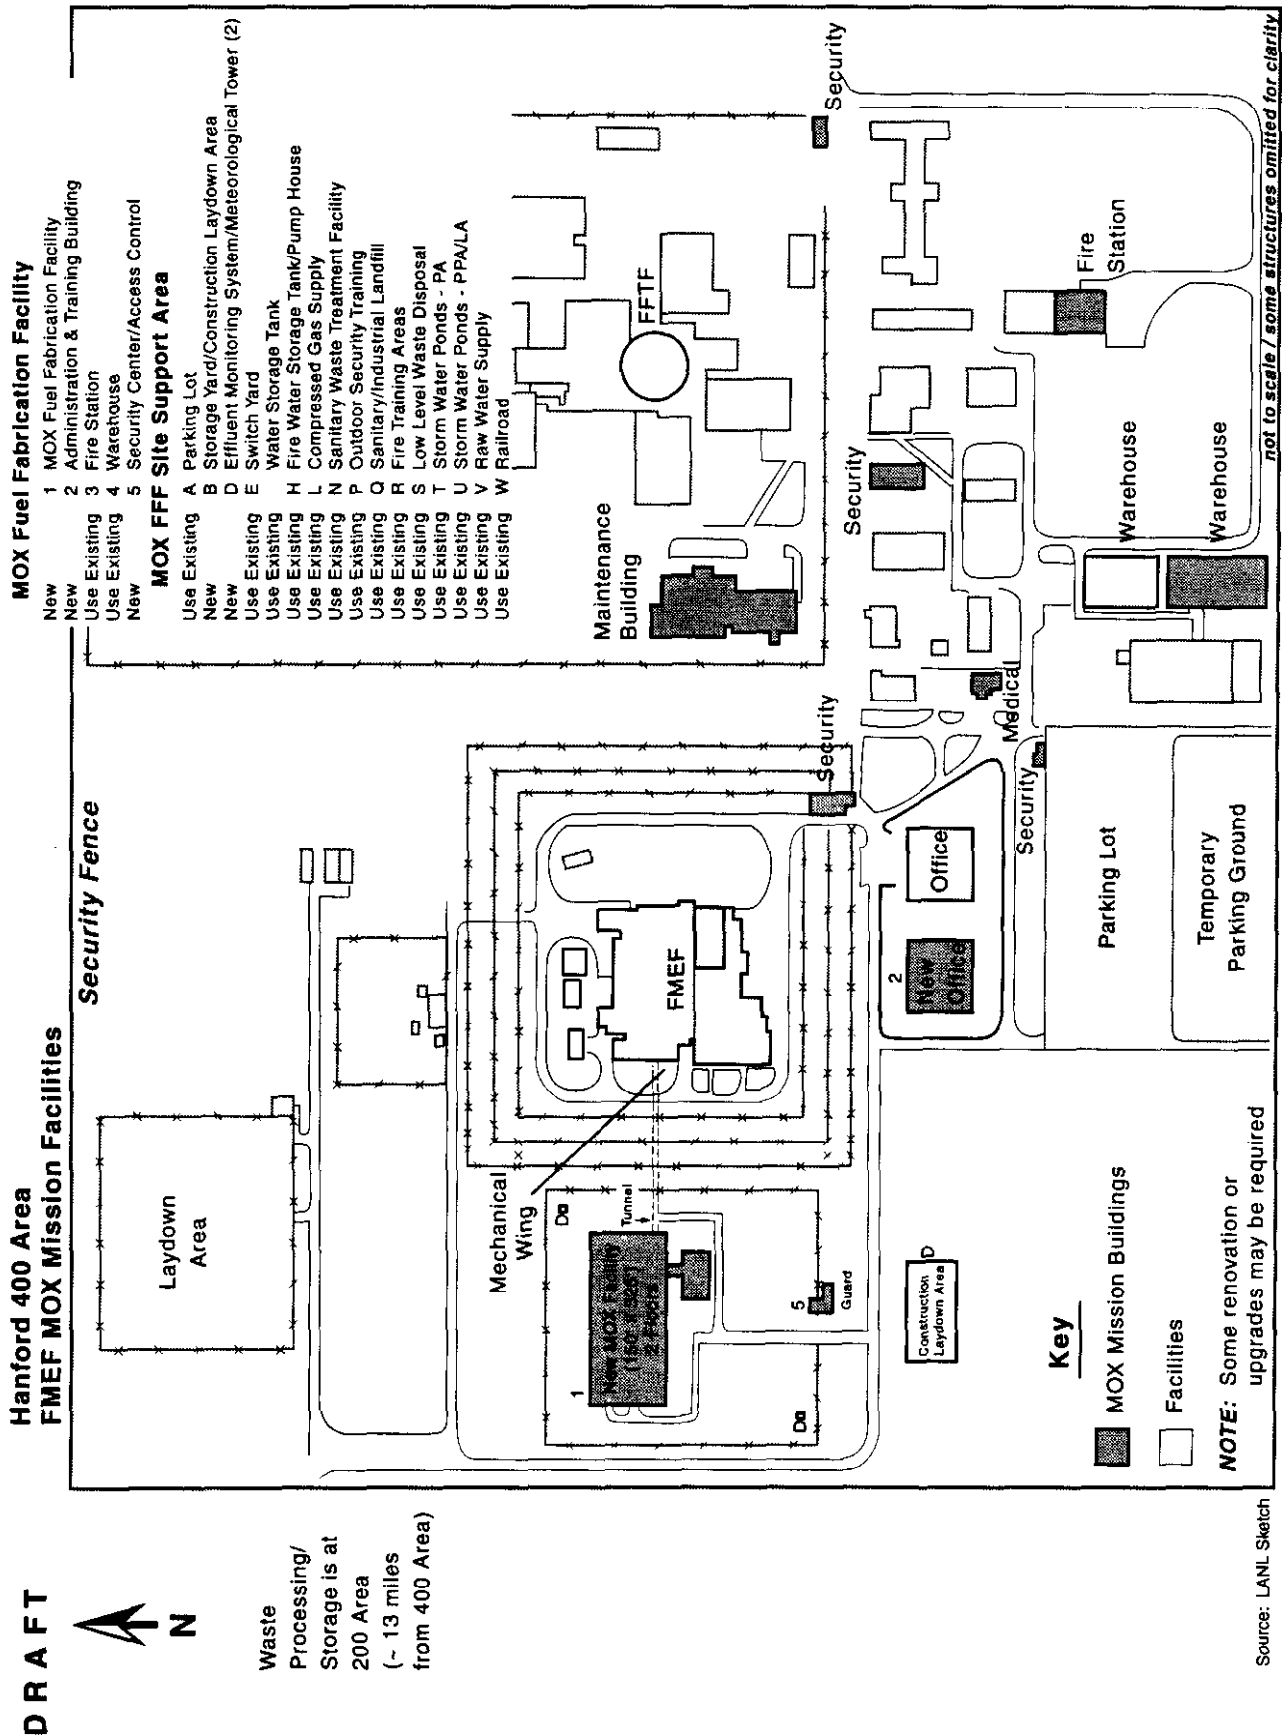 DRAFT
N
Waste
Processing/
Storage is at
200 Area
(~ 13 miles
from 400 Area)
Hanford 400 Area
FMEF MOX Mission Facilities
Security Fence
MOX Fuel Fabrication Facility
New 1 MOX Fuel Fabrication Facility
New 2 Administration & Training Building
Use Existing 3 Fire Station
Use Existing 4 Warehouse
New 5 Security Center/Access Control
MOX FFF Site Support Area
Use Existing A Parking Lot
New B Storage Yard/Construction Laydown Area
New D Effluent Monitoring System/Meteorological Tower (2)
Use Existing E Switch Yard
Use Existing Water Storage Tank
Use Existing H Fire Water Storage Tank/Pump House
Use Existing L Compressed Gas Supply
Use Existing N Sanitary Waste Treatment Facility
Use Existing P Outdoor Security Training
Use Existing Q Sanitary/Industrial Landfill
Use Existing R Fire Training Areas
Use Existing S Low Level Waste Disposal
Use Existing T Storm Water Ponds - PA
Use Existing U Storm Water Ponds - PPA/LA
Use Existing V Raw Water Supply
Use Existing W Railroad
Laydown
Area
Mechanical
Wing
D
Tunnel
1
New MOX Facility
2 Floors
D
5
Guard
FMEF
Maintenance
Building
FFTF
Security
Security
Security
Security
Medical
2
New
Office
Office
Fire
Station
Warehouse
Warehouse
Parking Lot
Temporary
Parking Ground
Construction
Laydown Area
D
Key
MOX Mission Buildings
Facilities
NOTE: Some renovation or
upgrades may be required
not to scale / some structures omitted for clarity
Source: LANL Sketch